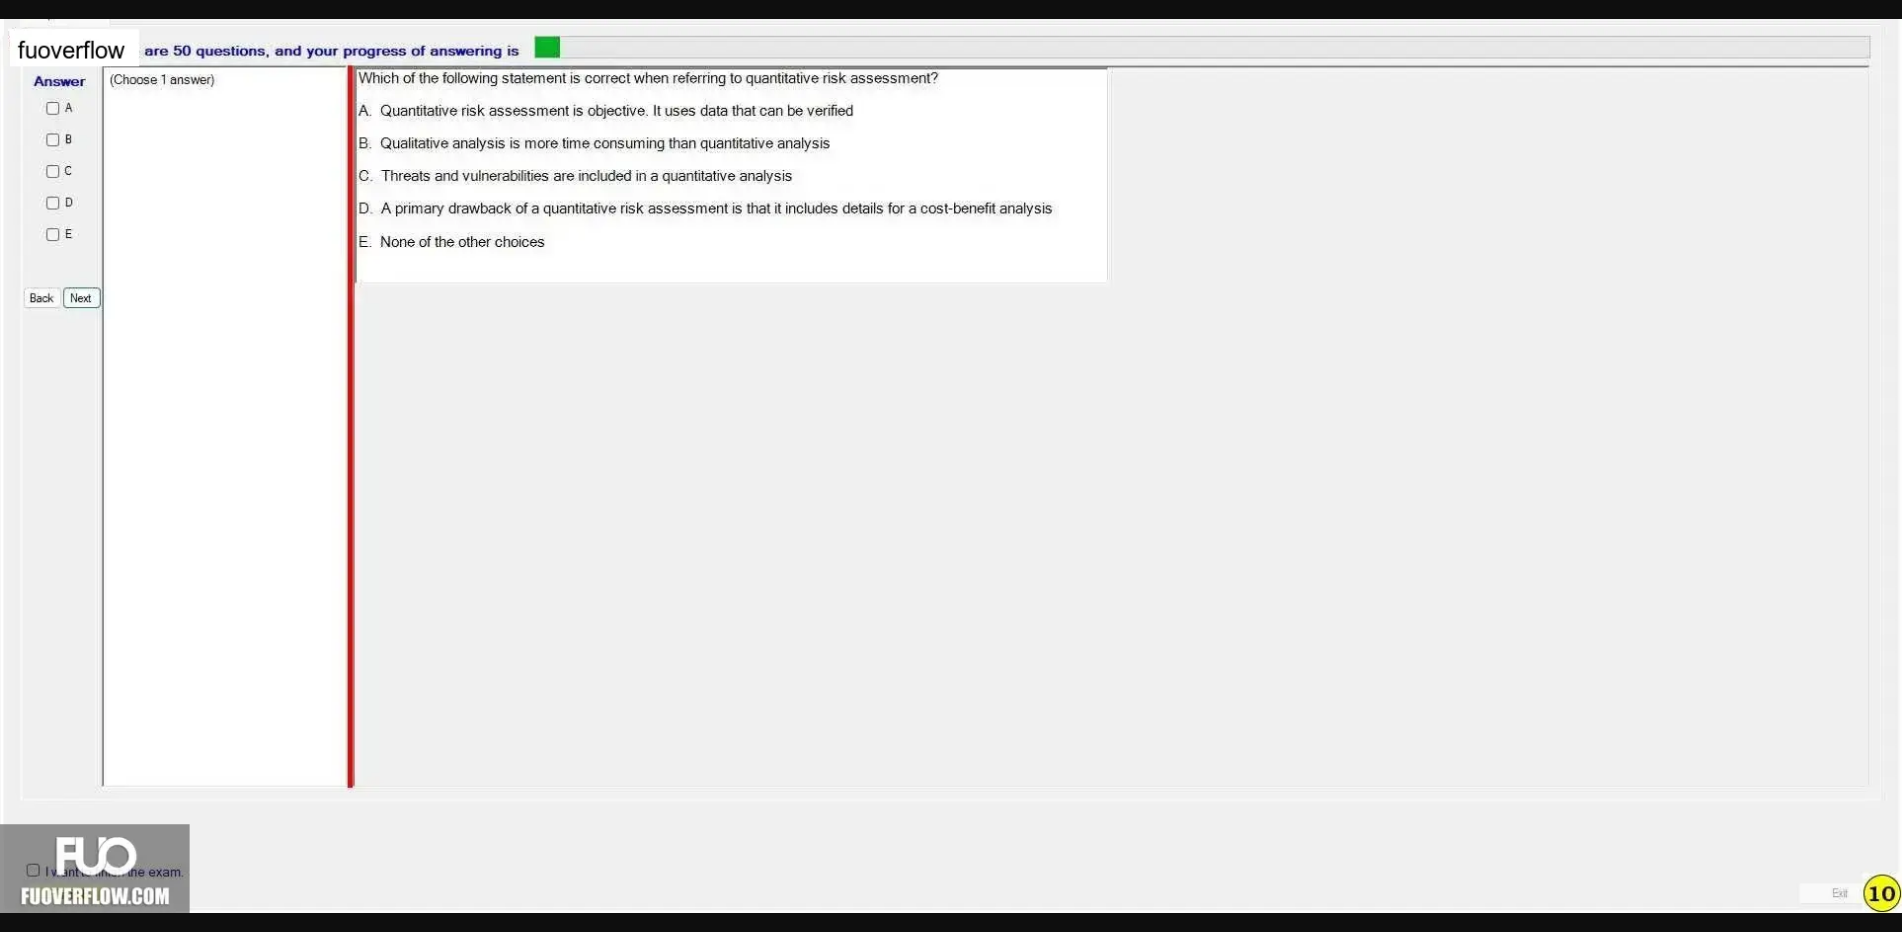 fuoverflow are 50 questions, and your progress of answering is
Answer
(Choose 1 answer)
A
B
C
D
E
Back Next
Which of the following statement is correct when referring to quantitative risk assessment?
A. Quantitative risk assessment is objective. It uses data that can be verified
B. Qualitative analysis is more time consuming than quantitative analysis
C. Threats and vulnerabilities are included in a quantitative analysis
D. A primary drawback of a quantitative risk assessment is that it includes details for a cost-benefit analysis
E. None of the other choices
FUO
I want the exam.
FUOVERFLOW.COM
Exit
10